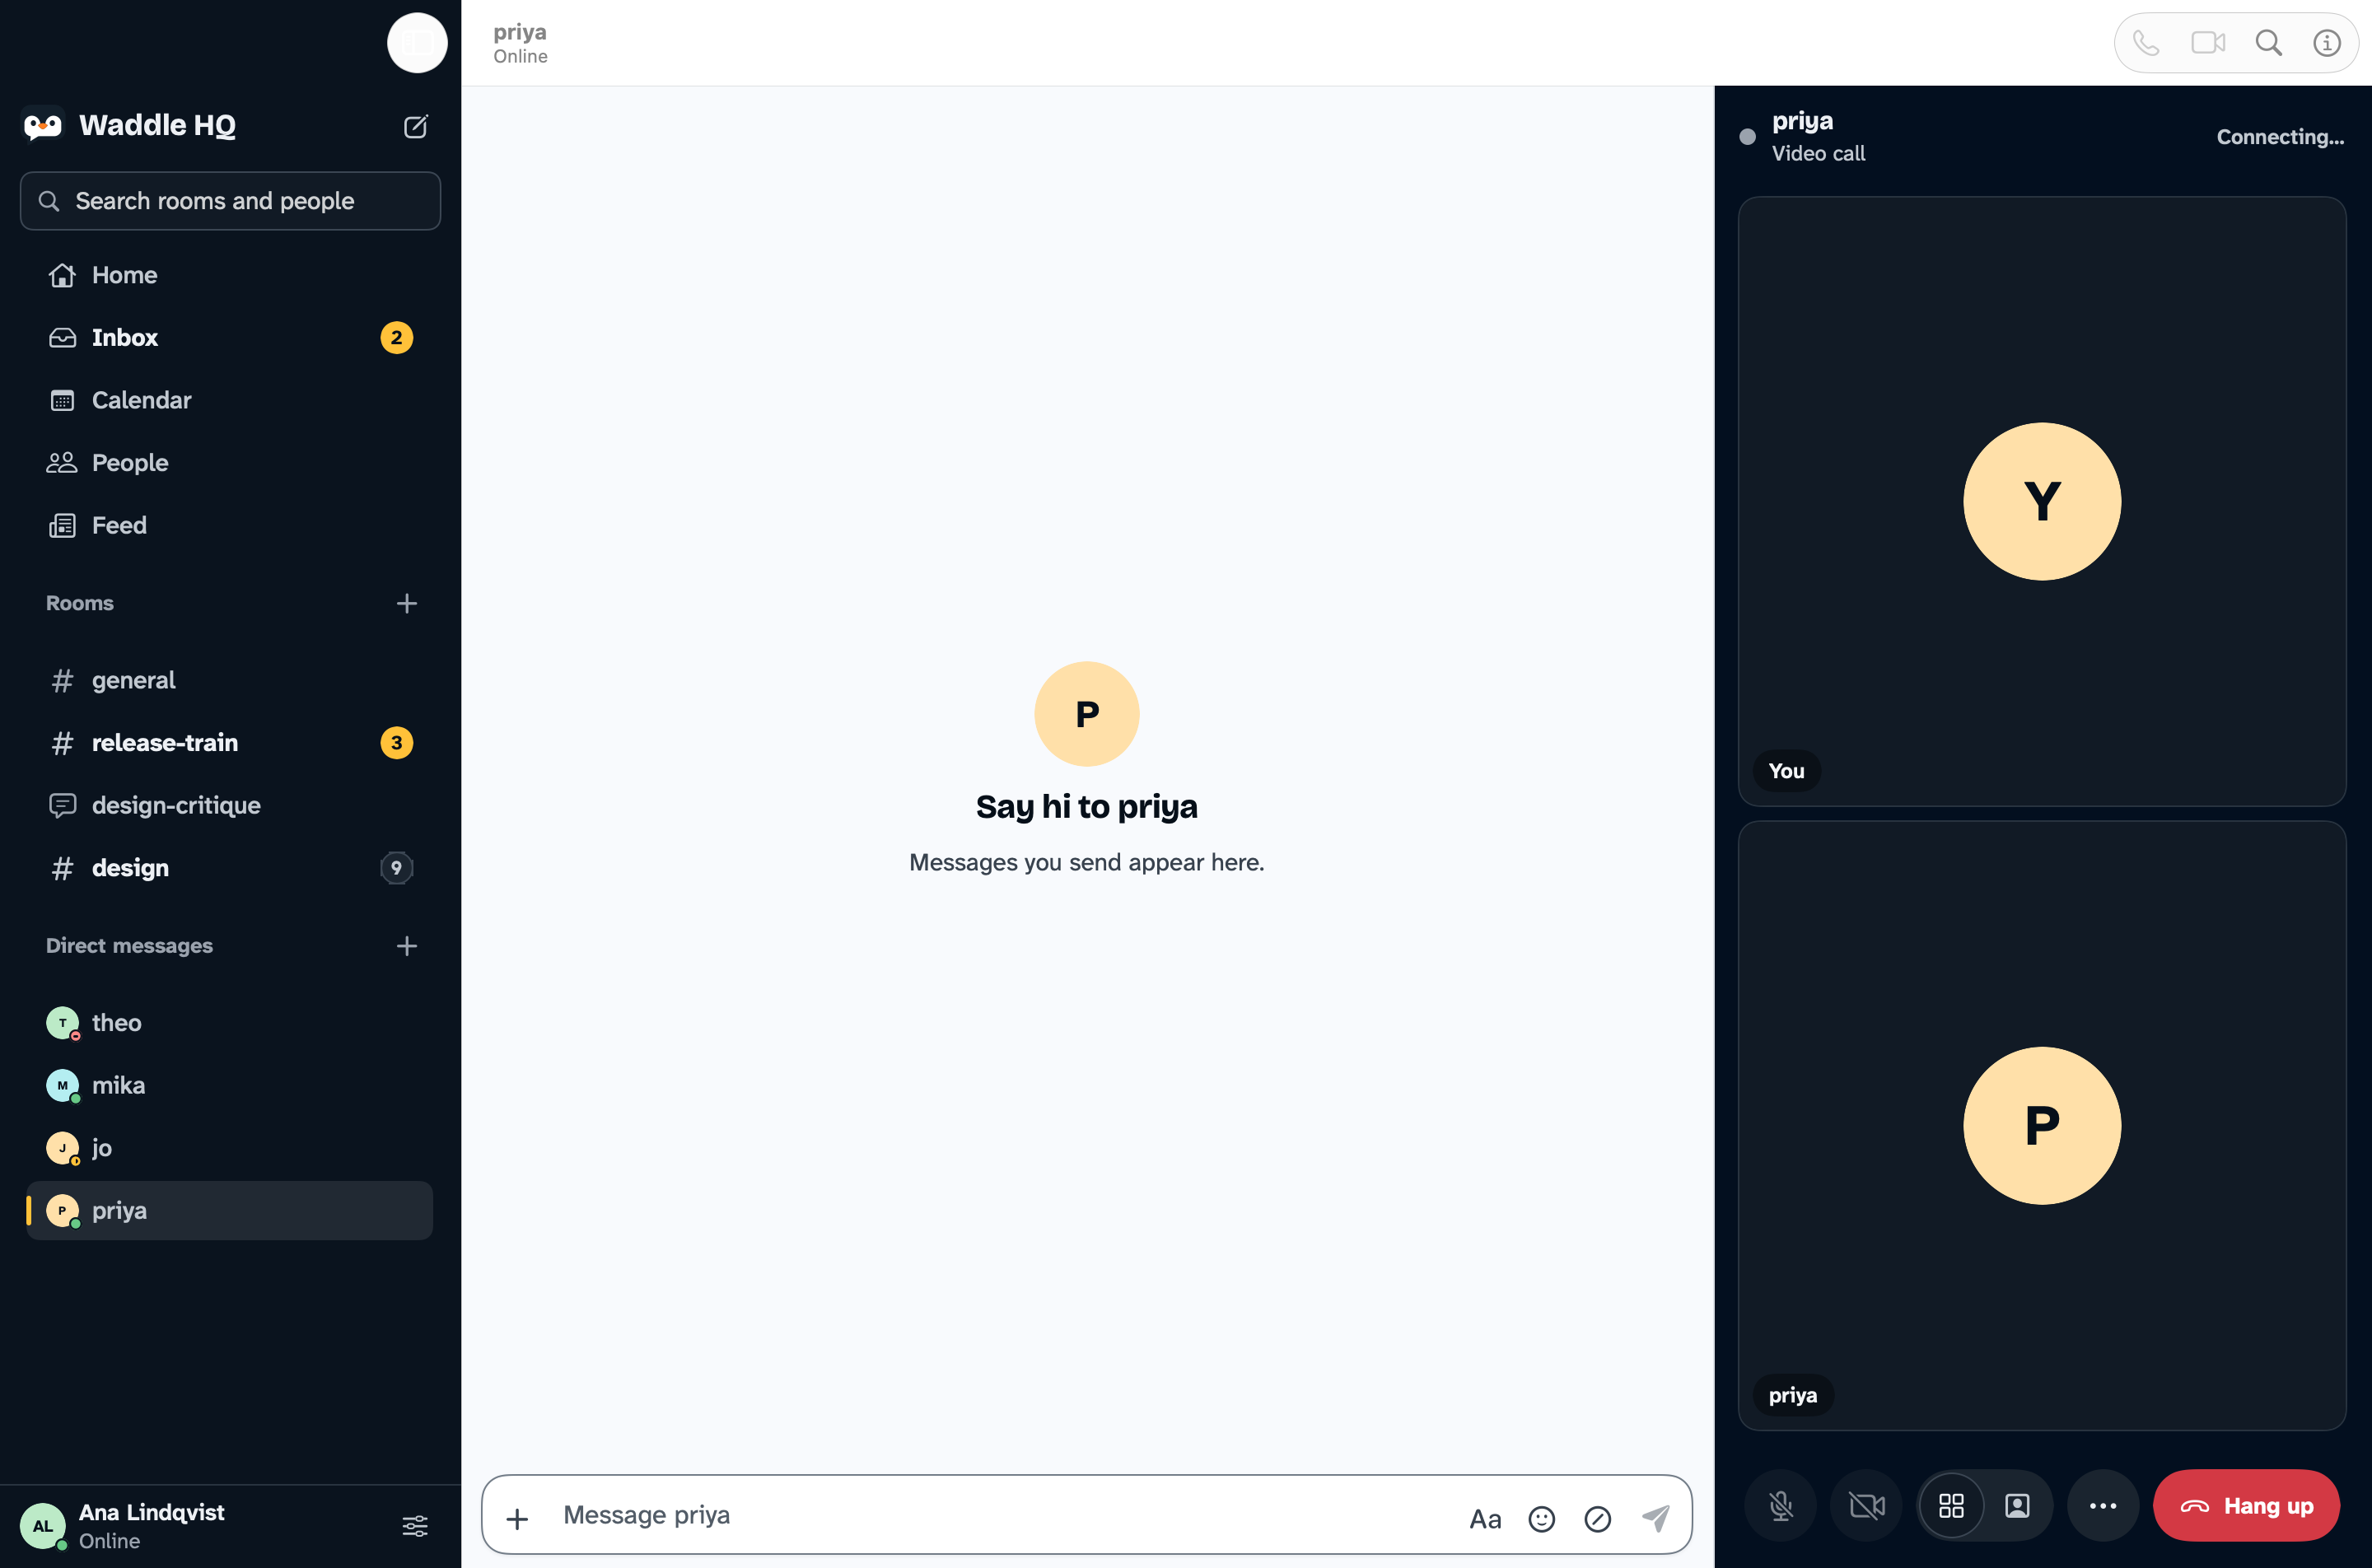 Waddle HQ
Search rooms and people
Home
Inbox 2
Calendar
People
Feed
Rooms
general
release-train 3
design-critique
design 9
Direct messages
T theo
M mika
J jo
P priya
AL Ana Lindqvist
Online
priya
Online
P
Say hi to priya
Messages you send appear here.
Message priya
Aa
priya
Video call
Connecting...
Y
You
P
priya
Hang up